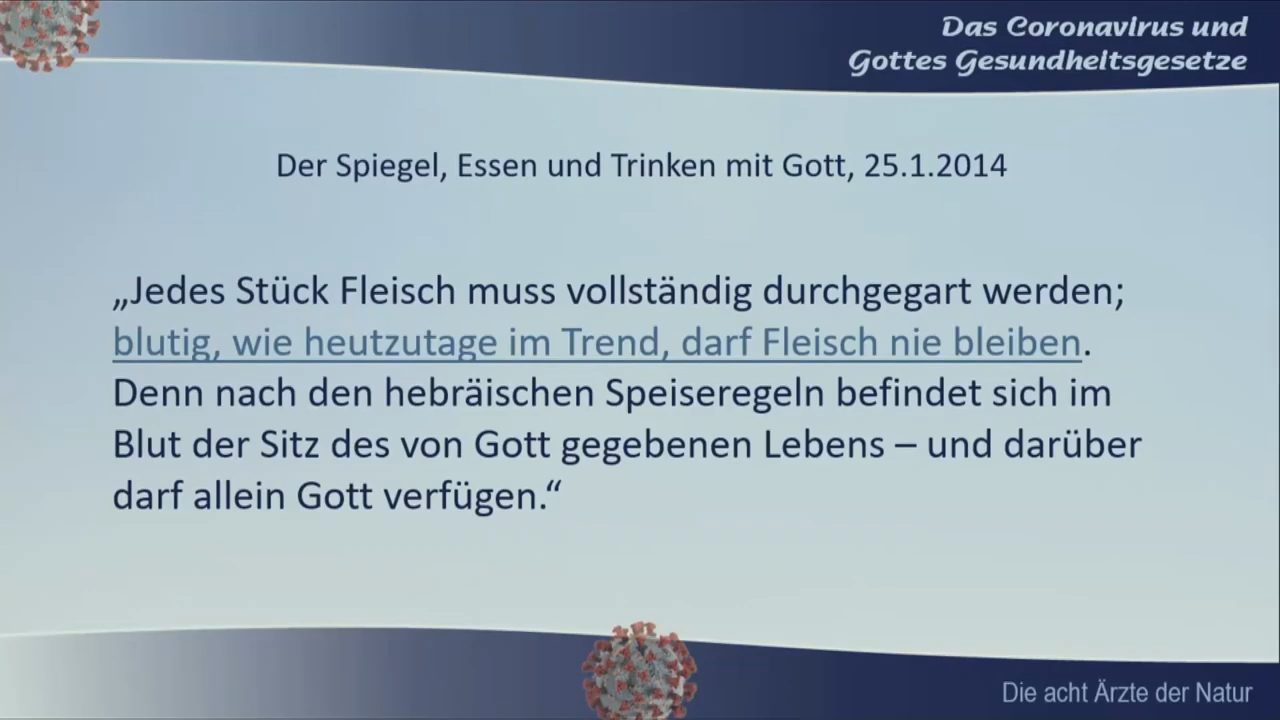 Das Coronavirus und
Gottes Gesundheitsgesetze
Der Spiegel, Essen und Trinken mit Gott, 25.1.2014
„Jedes Stück Fleisch muss vollständig durchgegart werden;
blutig, wie heutzutage im Trend, darf Fleisch nie bleiben.
Denn nach den hebräischen Speiseregeln befindet sich im
Blut der Sitz des von Gott gegebenen Lebens – und darüber
darf allein Gott verfügen.“
Die acht Ärzte der Natur